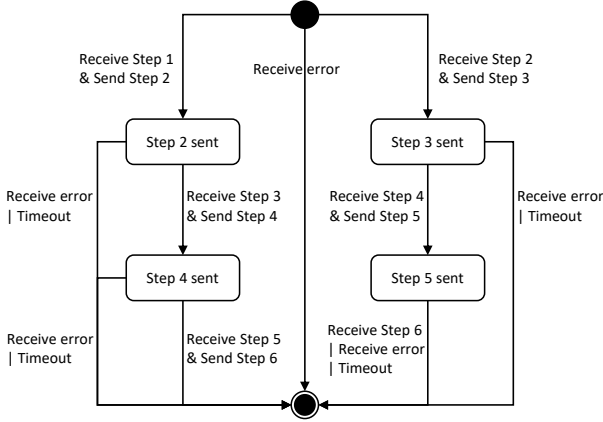 Receive Step 1
& Send Step 2
Receive error
Receive Step 2
& Send Step 3
Step 2 sent
Step 3 sent
Receive error
| Timeout
Receive Step 3
& Send Step 4
Receive Step 4
& Send Step 5
Receive error
| Timeout
Step 4 sent
Step 5 sent
Receive error
| Timeout
Receive Step 5
& Send Step 6
Receive Step 6
| Receive error
| Timeout